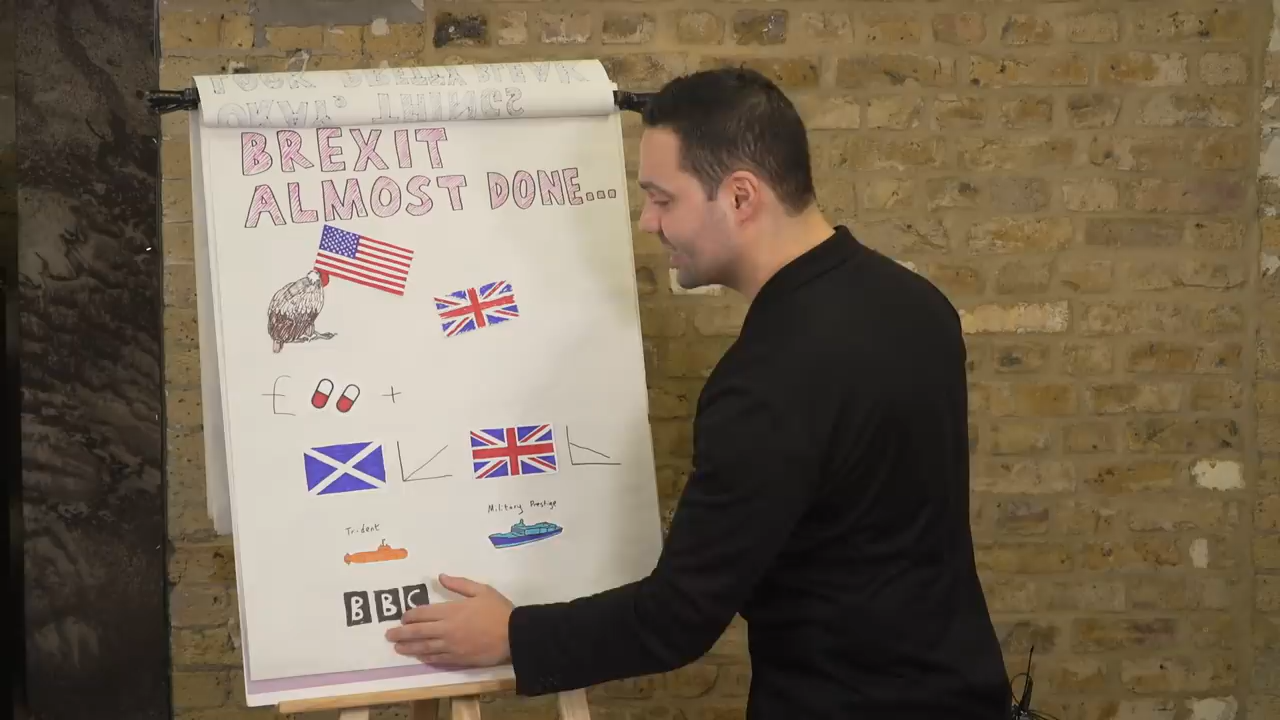 BREXIT
ALMOST DONE...
£ +
Military Prestige
Trident
BBC